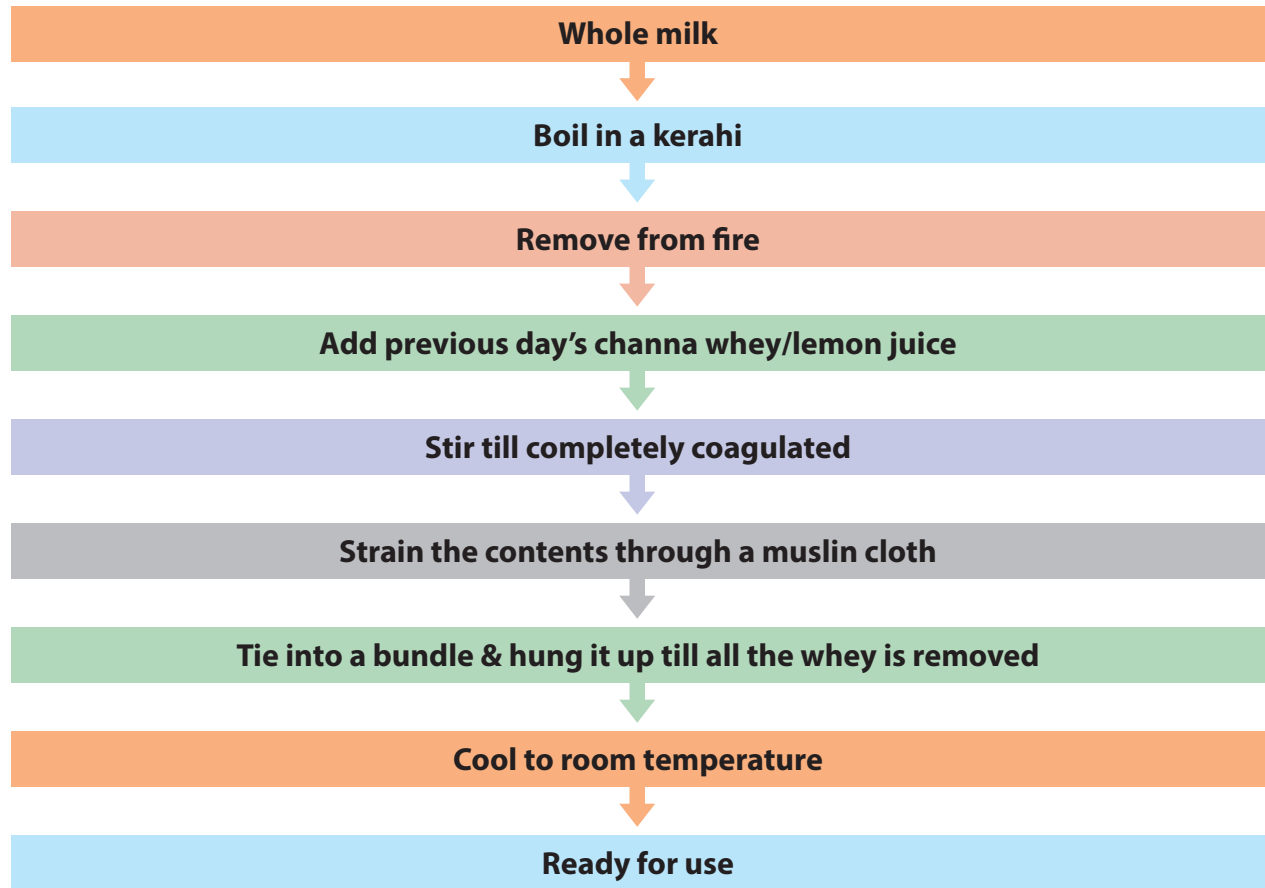 Whole milk
Boil in a kerahi
Remove from fire
Add previous day’s channa whey/lemon juice
Stir till completely coagulated
Strain the contents through a muslin cloth
Tie into a bundle & hung it up till all the whey is removed
Cool to room temperature
Ready for use